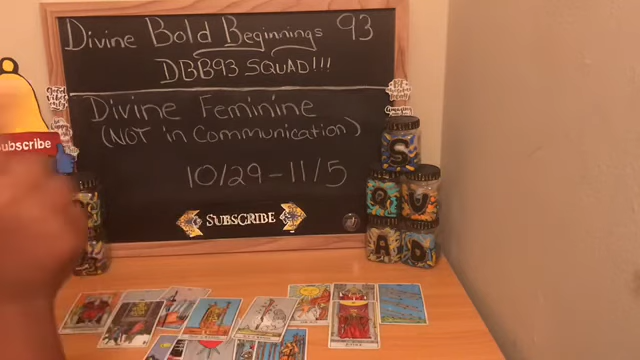 Divine Bold Beginnings 93
DBB93 SQUAD!!!
Divine Feminine
(NOT in Communication)
10/29-11/5
SUBSCRIBE
Subscribe
S
Q U
A D